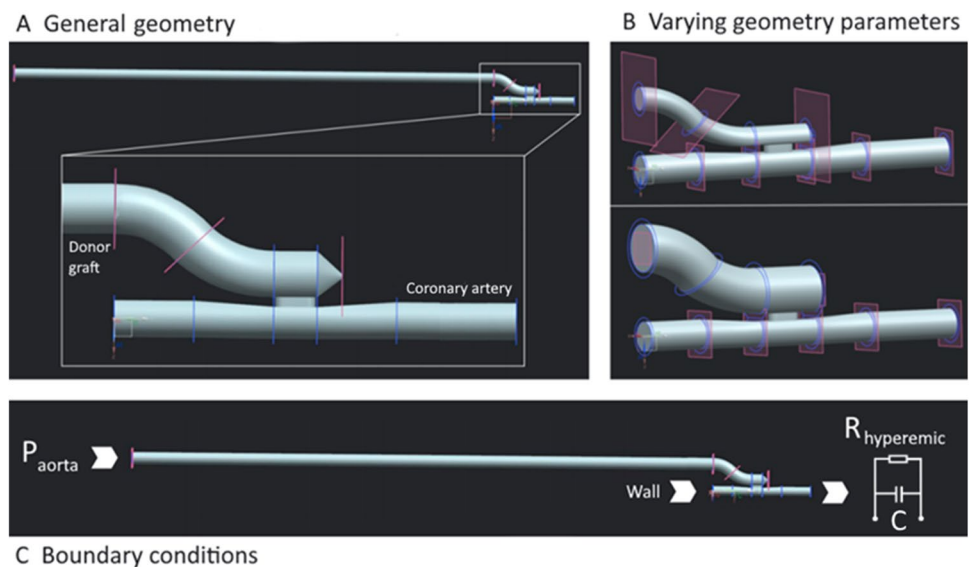 A General geometry
B Varying geometry parameters
Donor
graft
Coronary artery
P aorta
Wall
R hyperemic
C
C Boundary conditions